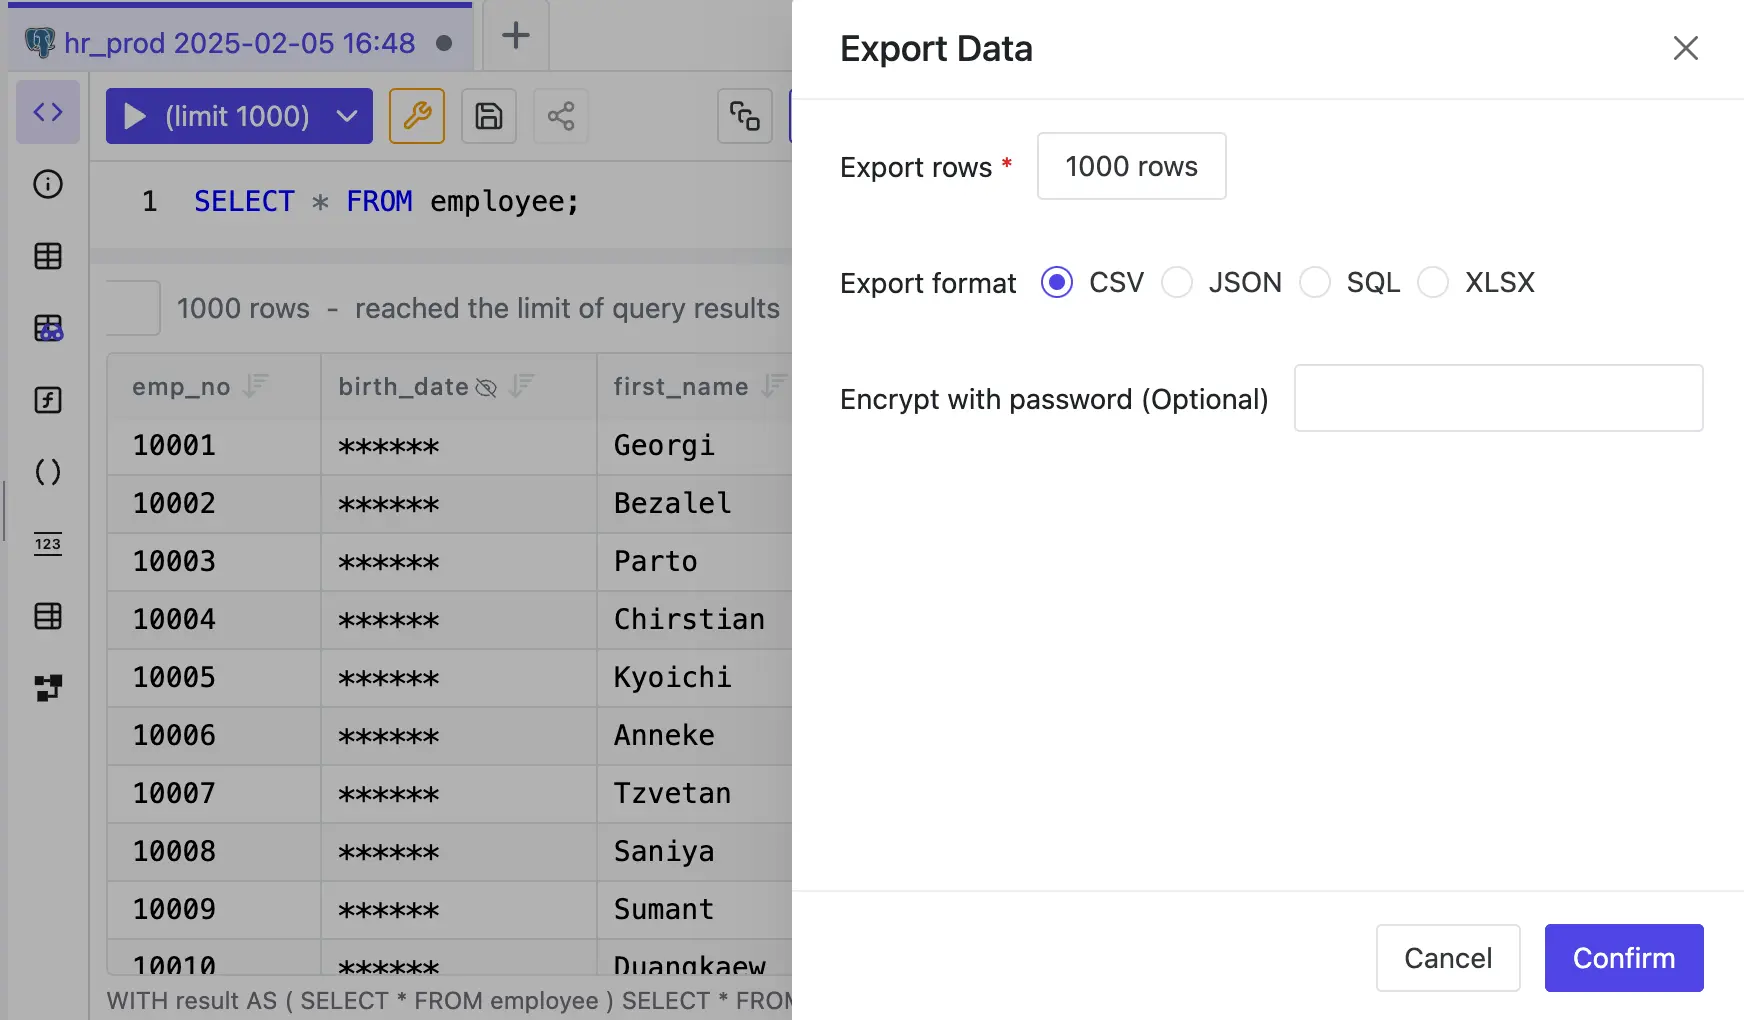 hr_prod 2025-02-05 16:48
(limit 1000)
1 SELECT * FROM employee;
1000 rows - reached the limit of query results
emp_no birth_date first_name
10001 ****** Georgi
10002 ****** Bezalel
10003 ****** Parto
10004 ****** Chirstian
10005 ****** Kyoichi
10006 ****** Anneke
10007 ****** Tzvetan
10008 ****** Saniya
10009 ****** Sumant
10010 ****** Duangkaew
WITH result AS ( SELECT * FROM employee ) SELECT * FROM
123
Export Data
Export rows * 1000 rows
Export format CSV JSON SQL XLSX
Encrypt with password (Optional)
Cancel Confirm